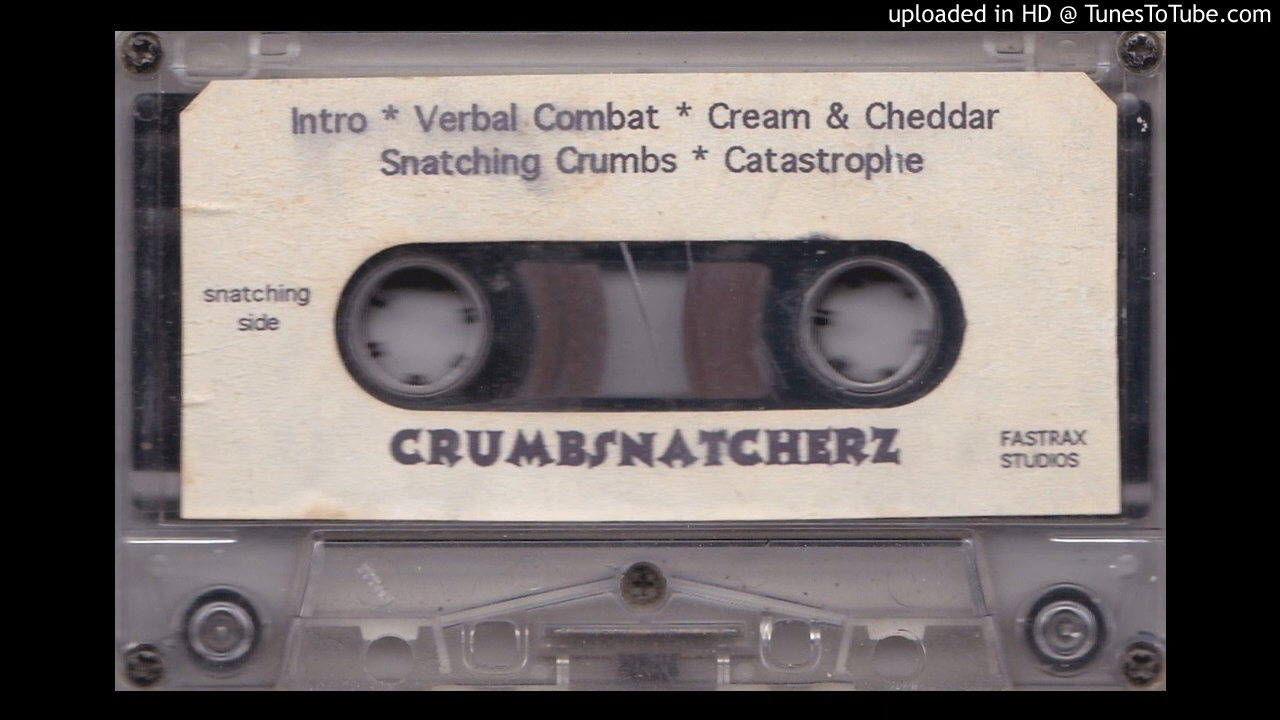 uploaded in HD @ TunesToTube.com
Intro * Verbal Combat * Cream & Cheddar
Snatching Crumbs * Catastrophe
snatching
side
CRUMBSNATCHERZ
FASTRAX
STUDIOS